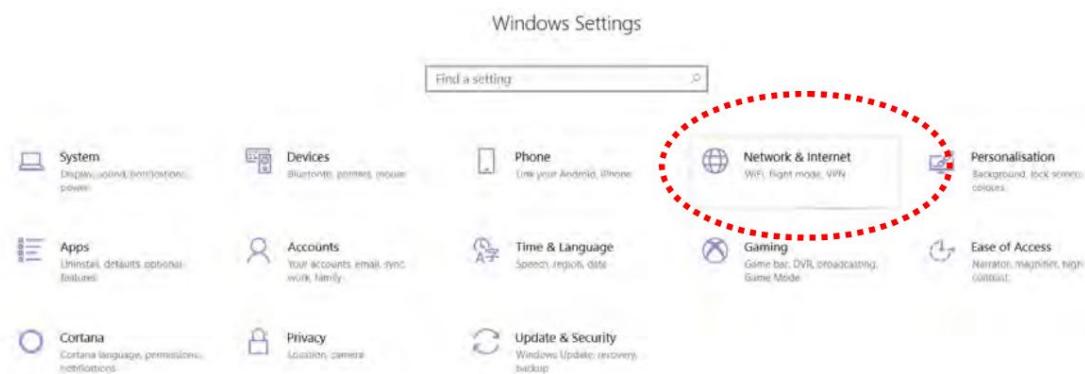 Windows Settings
Find a setting
System
Display, sound, notifications,
power
Devices
Bluetooth, printers, mouse
Phone
Link your Android, iPhone
Network & Internet
WiFi, flight mode, VPN
Personalisation
Background, lock screen,
colours
Apps
Uninstall, defaults, optional
features
Accounts
Your accounts, email, sync,
work, family
Time & Language
Speech, region, date
Gaming
Game bar, DVR, broadcasting,
Game Mode
Ease of Access
Narrator, magnifier, high
contrast
Cortana
Cortana language, permissions,
notifications
Privacy
Location, camera
Update & Security
Windows Update, recovery,
backup